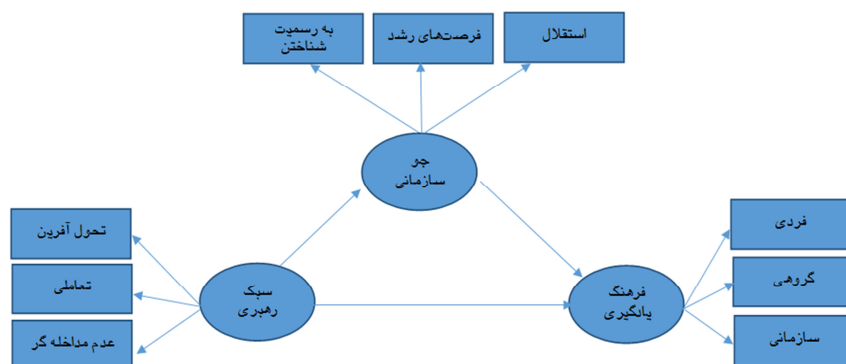 به رسمیت
شناختن
فرصت‌های رشد
استقلال
جو
سازمانی
تحول آفرین
تعاملی
عدم مداخله گر
سبک
رهبری
فرهنگ
یادگیری
فردی
گروهی
سازمانی